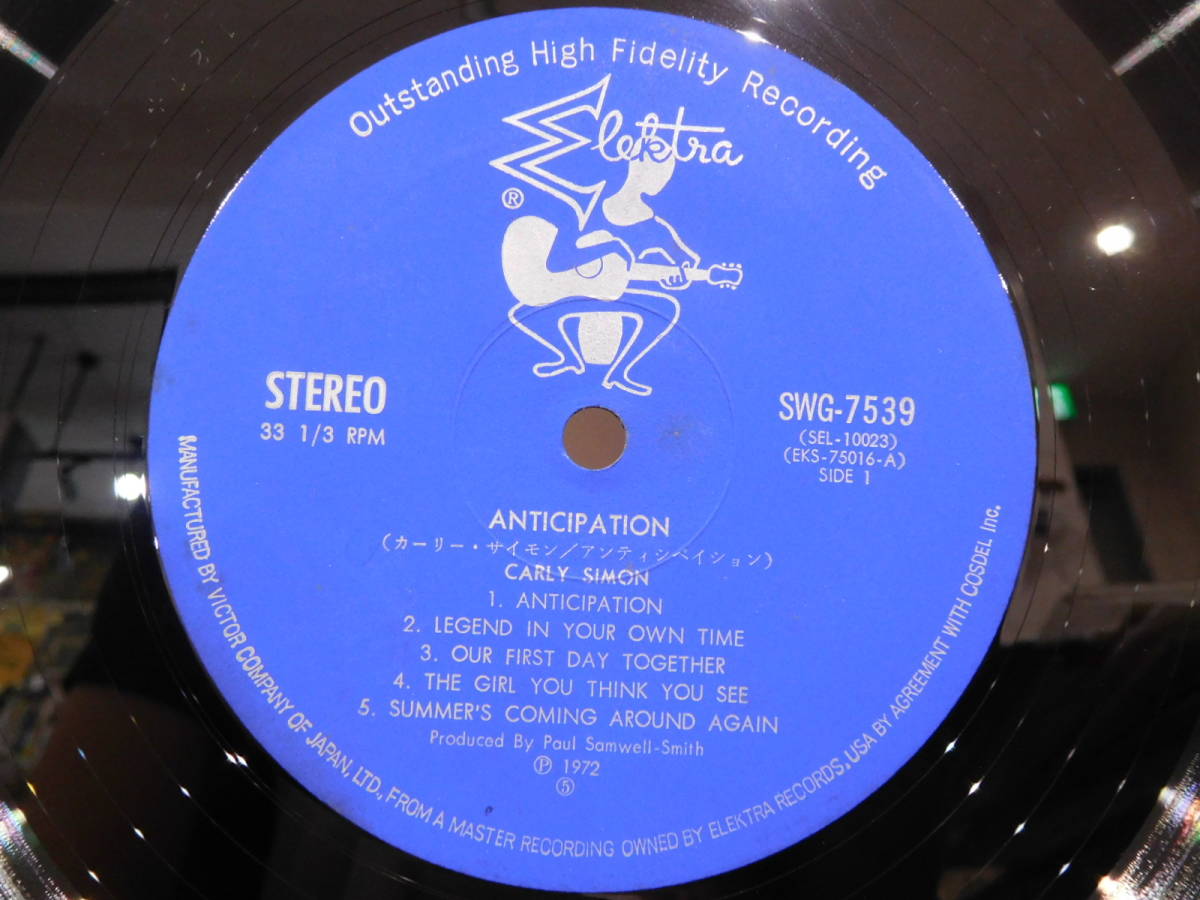 Outstanding High Fidelity Recording
Elektra
®
STEREO
33 1/3 RPM
SWG-7539
(SEL-10023)
(EKS-75016-A)
SIDE 1
ANTICIPATION
(カーリー・サイモン/アンティシペイション)
CARLY SIMON
1. ANTICIPATION
2. LEGEND IN YOUR OWN TIME
3. OUR FIRST DAY TOGETHER
4. THE GIRL YOU THINK YOU SEE
5. SUMMER'S COMING AROUND AGAIN
Produced By Paul Samwell-Smith
℗ 1972
⑤
MANUFACTURED BY VICTOR COMPANY OF JAPAN, LTD., FROM A MASTER RECORDING OWNED BY ELEKTRA RECORDS, USA BY AGREEMENT WITH COSDEL Inc.